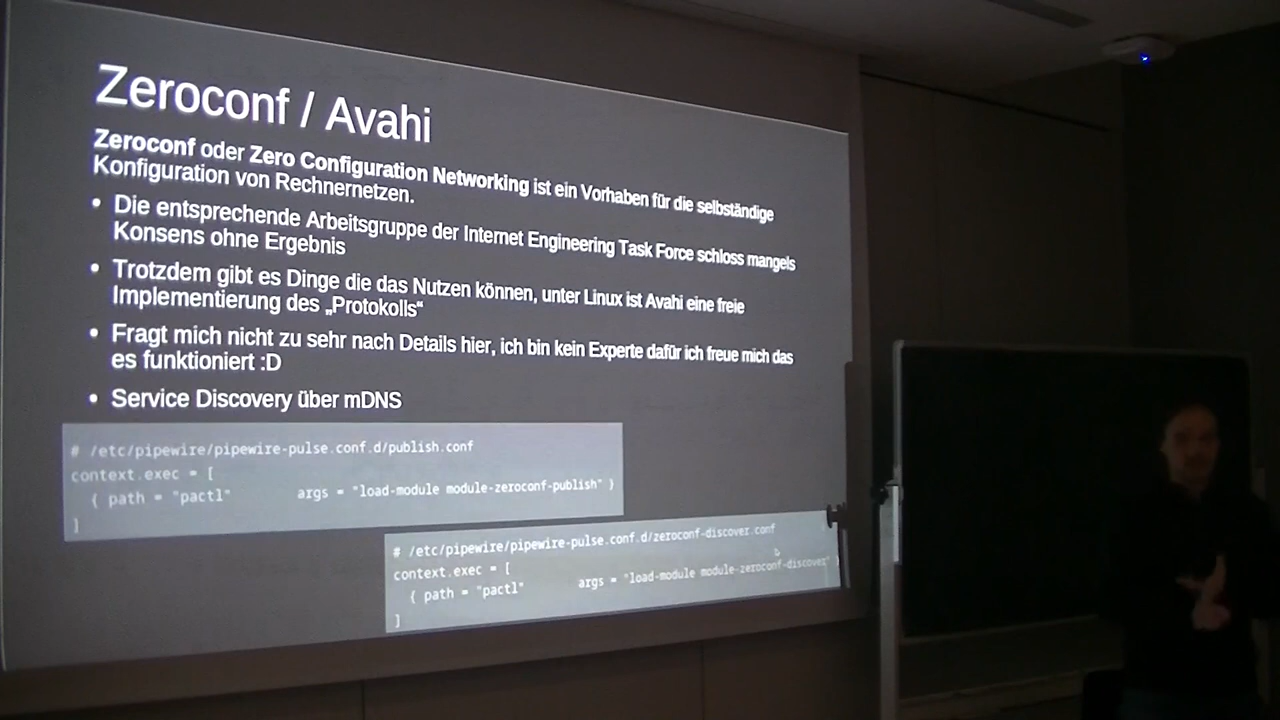 Zeroconf / Avahi
Zeroconf oder Zero Configuration Networking ist ein Vorhaben für die selbständige
Konfiguration von Rechnernetzen.
• Die entsprechende Arbeitsgruppe der Internet Engineering Task Force schloss mangels
Konsens ohne Ergebnis
• Trotzdem gibt es Dinge die das Nutzen können, unter Linux ist Avahi eine freie
Implementierung des „Protokolls“
• Fragt mich nicht zu sehr nach Details hier, ich bin kein Experte dafür ich freue mich das
es funktioniert :D
• Service Discovery über mDNS
# /etc/pipewire/pipewire-pulse.conf.d/publish.conf
context.exec = [
{ path = "pactl" args = "load-module module-zeroconf-publish" }
]
# /etc/pipewire/pipewire-pulse.conf.d/zeroconf-discover.conf
context.exec = [
{ path = "pactl" args = "load-module module-zeroconf-discover" }
]